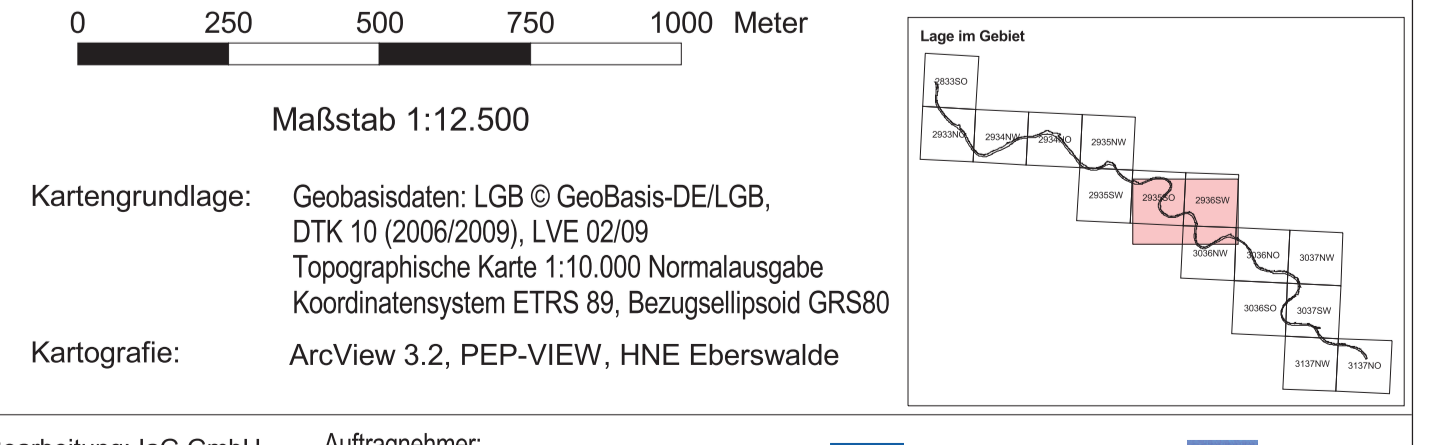 0 250 500 750 1000 Meter
Maßstab 1:12.500
Kartengrundlage: Geobasisdaten: LGB © GeoBasis-DE/LGB,
DTK 10 (2006/2009), LVE 02/09
Topographische Karte 1:10.000 Normalausgabe
Koordinatensystem ETRS 89, Bezugsellipsoid GRS80
Kartografie: ArcView 3.2, PEP-VIEW, HNE Eberswalde
Lage im Gebiet
2833SO
2933NO 2934NW 2934NO 2935NW
2935SW 2935SO 2936SW
3036NW 3036NO 3037NW
3036SO 3037SW
3137NW 3137NO
Auftragnehmer: